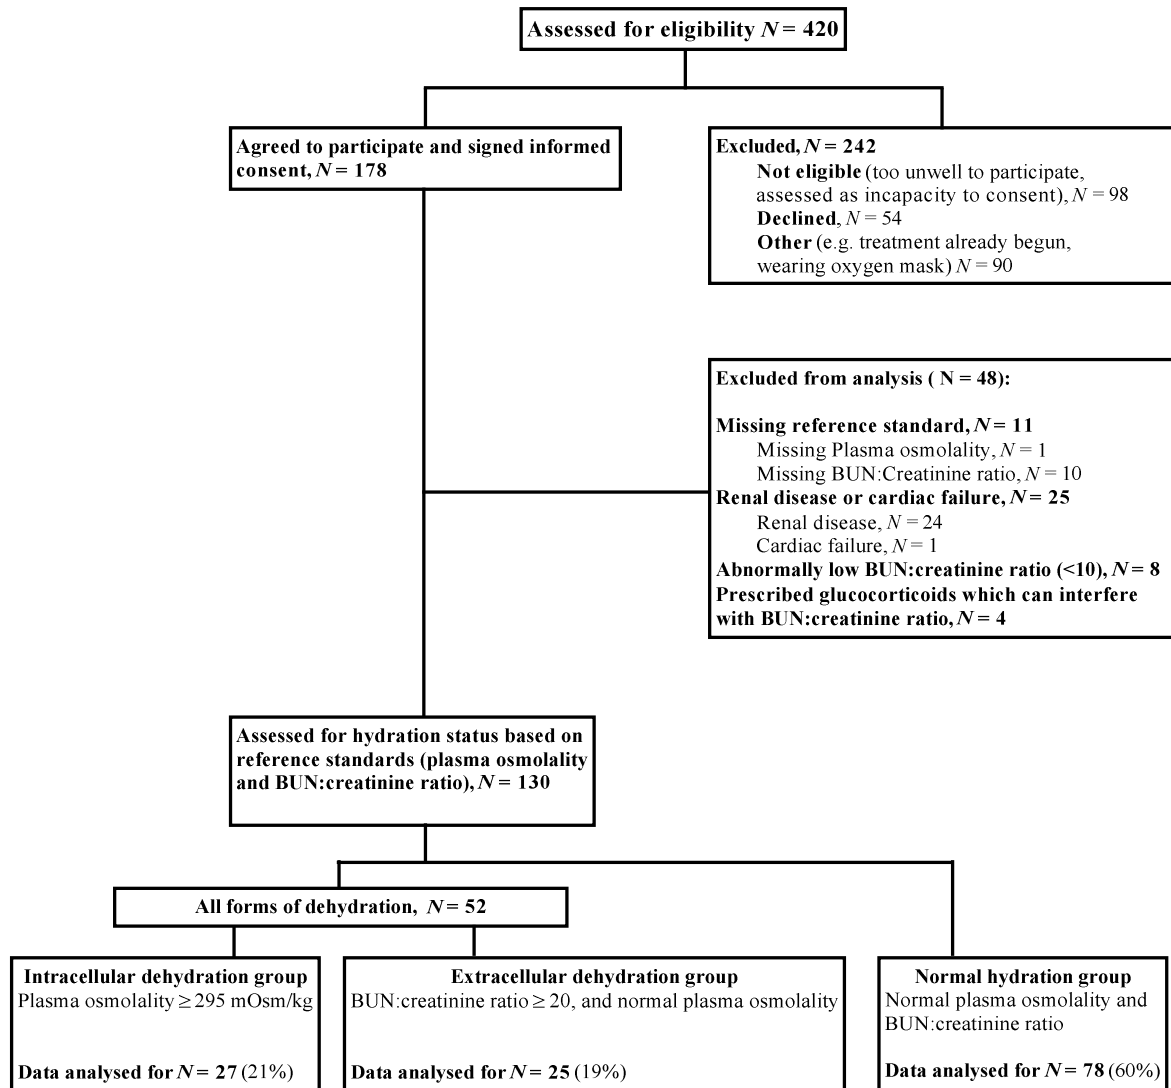 Assessed for eligibility N = 420
Agreed to participate and signed informed
consent, N = 178
Excluded, N = 242
Not eligible (too unwell to participate,
assessed as incapacity to consent), N = 98
Declined, N = 54
Other (e.g. treatment already begun,
wearing oxygen mask) N = 90
Excluded from analysis ( N = 48):
Missing reference standard, N = 11
Missing Plasma osmolality, N = 1
Missing BUN:Creatinine ratio, N = 10
Renal disease or cardiac failure, N = 25
Renal disease, N = 24
Cardiac failure, N = 1
Abnormally low BUN:creatinine ratio (<10), N = 8
Prescribed glucocorticoids which can interfere
with BUN:creatinine ratio, N = 4
Assessed for hydration status based on
reference standards (plasma osmolality
and BUN:creatinine ratio), N = 130
All forms of dehydration, N = 52
Intracellular dehydration group
Plasma osmolality ≥ 295 mOsm/kg
Data analysed for N = 27 (21%)
Extracellular dehydration group
BUN:creatinine ratio ≥ 20, and normal plasma osmolality
Data analysed for N = 25 (19%)
Normal hydration group
Normal plasma osmolality and
BUN:creatinine ratio
Data analysed for N = 78 (60%)